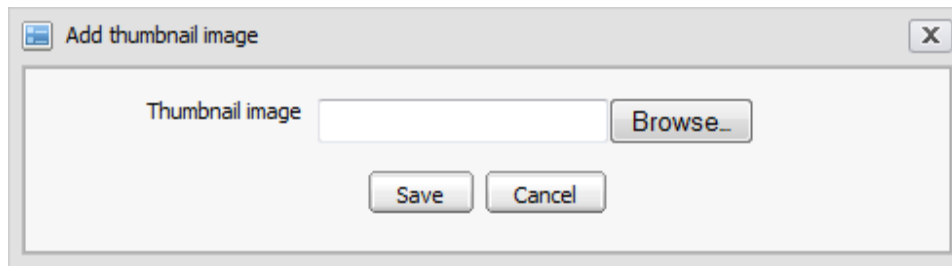 Add thumbnail image
X
Thumbnail image
Browse...
Save Cancel